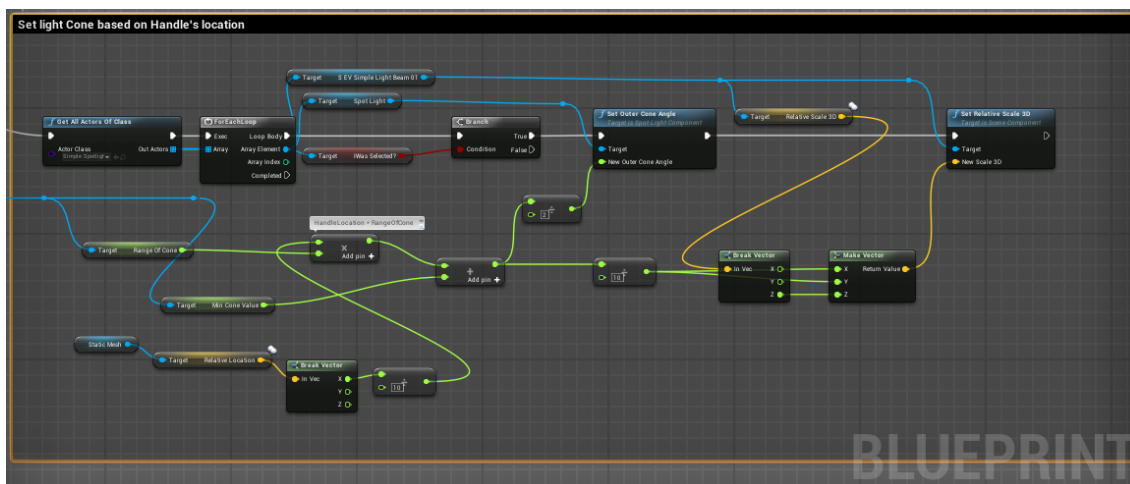 Set light Cone based on Handle's location
Target S EV Simple Light Beam 01
Target Spot Light
Get All Actors Of Class
Actor Class
Out Actors
ForEachLoop
Exec Loop Body
Array Array Element
Array Index
Completed
Target IWas Selected?
Branch
True
Condition False
Set Outer Cone Angle
Target is Spot Light Component
Target
New Outer Cone Angle
Target Relative Scale 3D
Set Relative Scale 3D
Target is Scene Component
Target
New Scale 3D
÷
2
HandleLocation * RangeOfCone
Target Range Of Cone
X
Add pin +
+
Add pin +
÷
10
Break Vector
In Vec X
Y
Z
Make Vector
X Return Value
Y
Z
Target Min Cone Value
Static Mesh
Target Relative Location
Break Vector
In Vec X
Y
Z
÷
10
BLUEPRINT